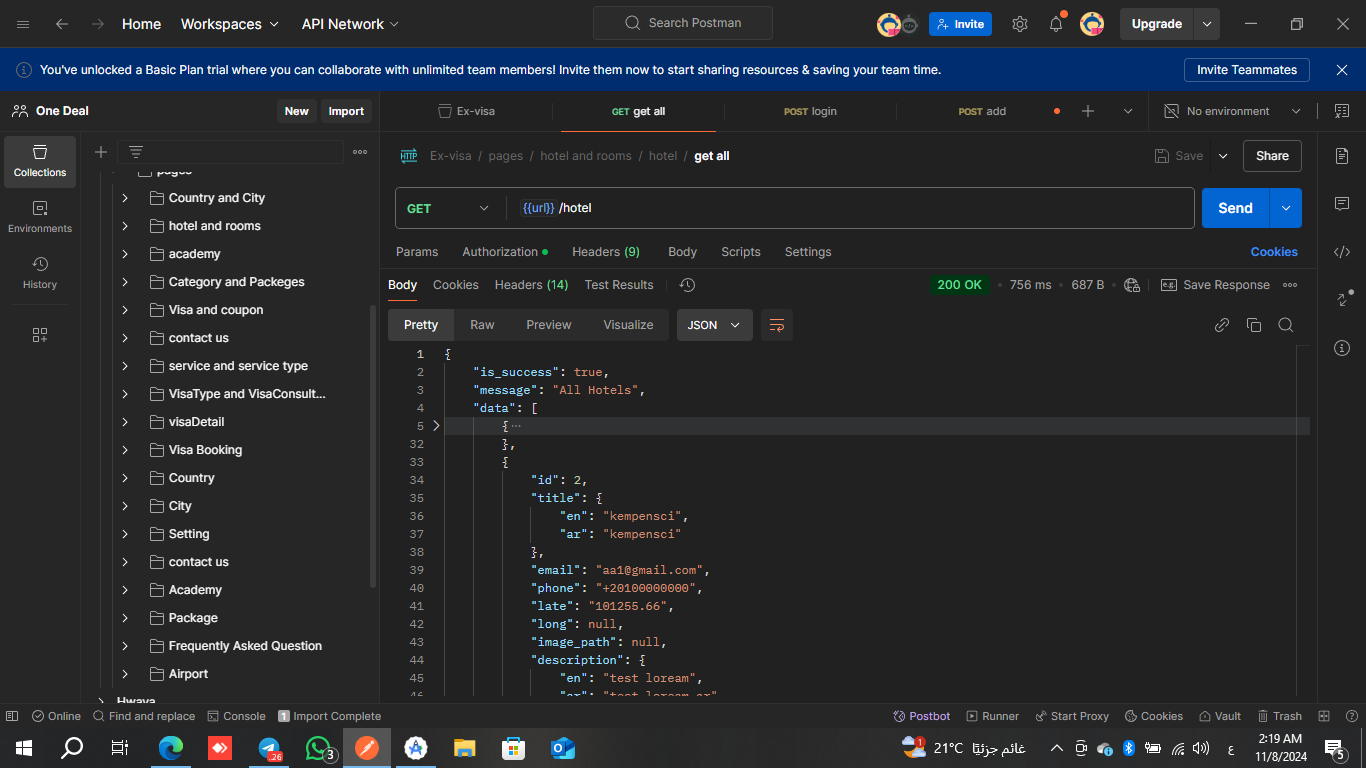 Home Workspaces API Network Search Postman Invite Upgrade
You've unlocked a Basic Plan trial where you can collaborate with unlimited team members! Invite them now to start sharing resources & saving your team time. Invite Teammates
One Deal New Import Ex-visa GET get all POST login POST add No environment
Collections
Environments
History
pages
Country and City
hotel and rooms
academy
Category and Packeges
Visa and coupon
contact us
service and service type
VisaType and VisaConsult...
visaDetail
Visa Booking
Country
City
Setting
contact us
Academy
Package
Frequently Asked Question
Airport
Hwaya
HTTP Ex-visa / pages / hotel and rooms / hotel / get all Save Share
GET {{url}} /hotel Send
Params Authorization Headers (9) Body Scripts Settings Cookies
Body Cookies Headers (14) Test Results 200 OK 756 ms 687 B e.g. Save Response
Pretty Raw Preview Visualize JSON
1 {
2 "is_success": true,
3 "message": "All Hotels",
4 "data": [
5 { ...
32 },
33 {
34 "id": 2,
35 "title": {
36 "en": "kempensci",
37 "ar": "kempensci"
38 },
39 "email": "aa1@gmail.com",
40 "phone": "+20100000000",
41 "late": "101255.66",
42 "long": null,
43 "image_path": null,
44 "description": {
45 "en": "test loream",
46 "ar": "test loream ar"
Online Find and replace Console 1 Import Complete Postbot Runner Start Proxy Cookies Vault Trash
.26 3 1 21°C غائم جزئيًا ع 2:19 AM 5
11/8/2024